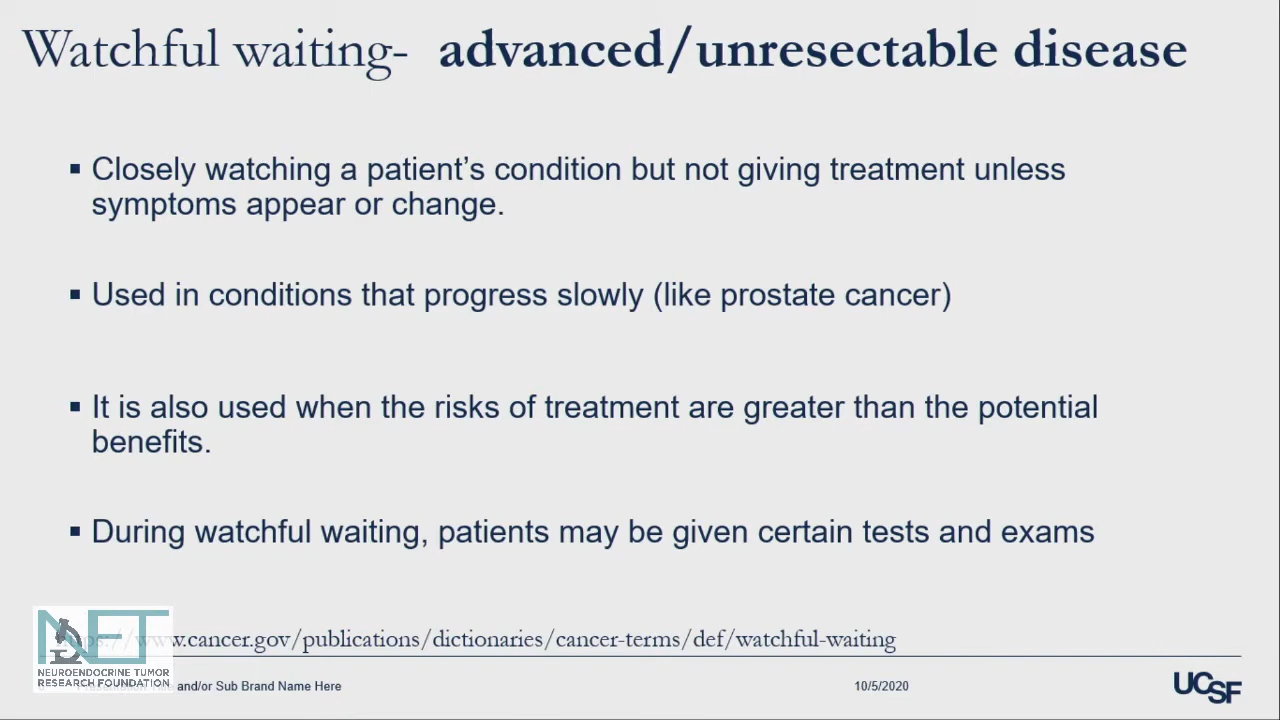 Watchful waiting- advanced/unresectable disease
▪ Closely watching a patient’s condition but not giving treatment unless
symptoms appear or change.
▪ Used in conditions that progress slowly (like prostate cancer)
▪ It is also used when the risks of treatment are greater than the potential
benefits.
▪ During watchful waiting, patients may be given certain tests and exams
https://www.cancer.gov/publications/dictionaries/cancer-terms/def/watchful-waiting
NET
NEUROENDOCRINE TUMOR
RESEARCH FOUNDATION
and/or Sub Brand Name Here
10/5/2020
UCSF